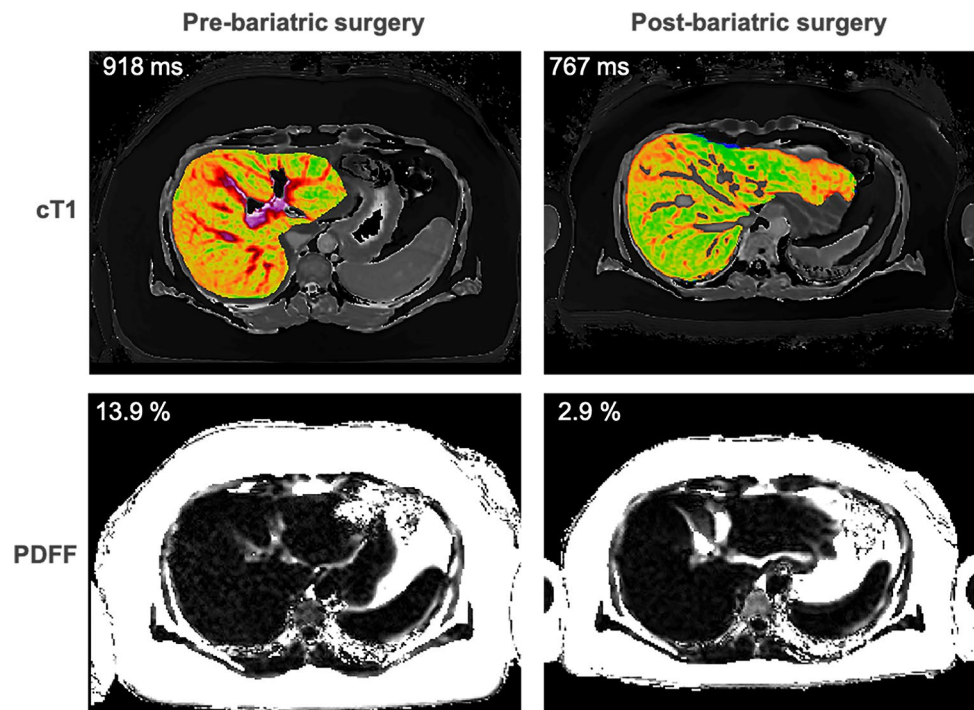 Pre-bariatric surgery
Post-bariatric surgery
cT1
918 ms
767 ms
PDFF
13.9 %
2.9 %